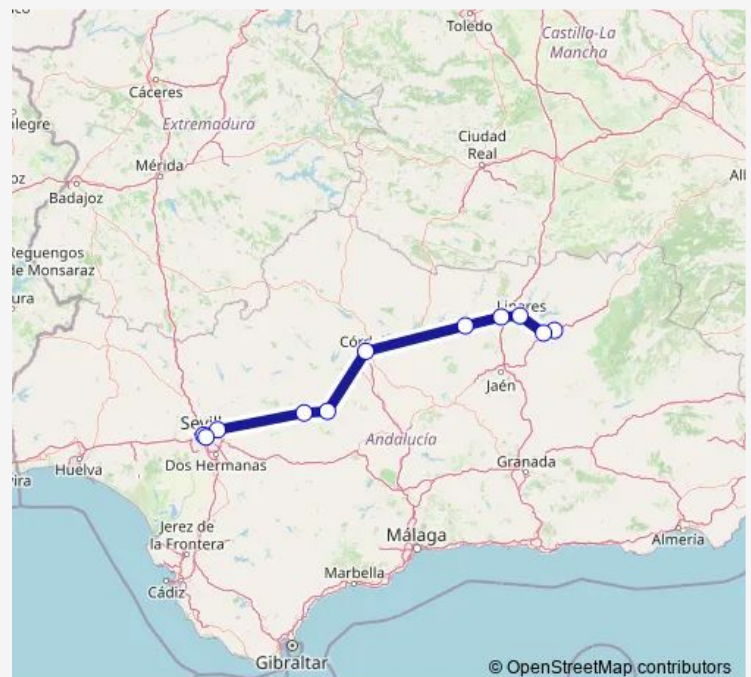 Toledo
Castilla-La
Mancha
Cáceres
alegre
Extremadura
Ciudad
Real
Mérida
Badajoz
Reguengos
de Monsaraz
Linares
Jaén
Andalucía
Dos Hermanas
Huelva
Granada
Jerez de
la Frontera
Málaga
Almería
Cádiz
Marbella
Gibraltar
© OpenStreetMap contributors